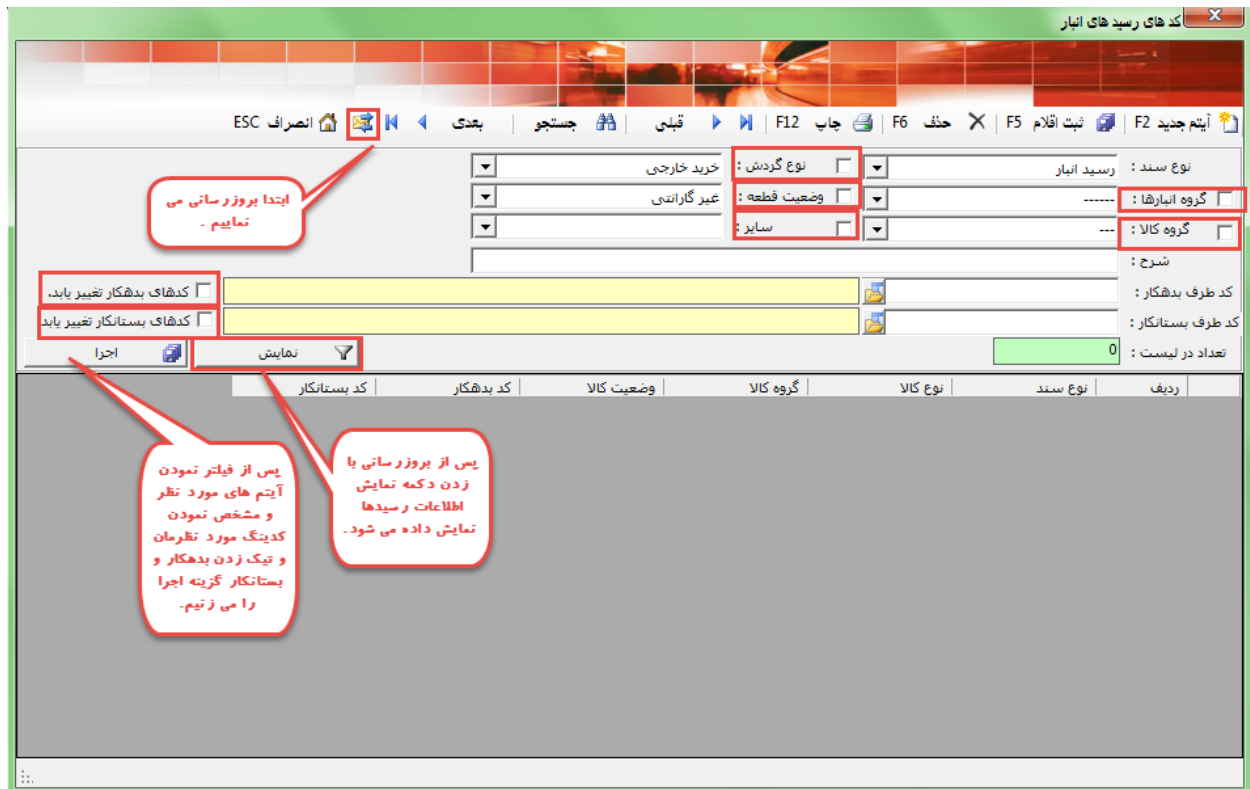 کد های رسید های انبار
آیتم جدید F2 | ثبت اقلام F5 | حذف F6 | چاپ F12 | قبلی | جستجو | بعدی | انصراف ESC
نوع سند : رسید انبار نوع گردش : خرید خارجی
گروه انبارها : ------ وضعیت قطعه : غیر گارانتی
گروه کالا : --- سایر :
شرح :
کد طرف بدهکار : کدهای بدهکار تغییر یابد.
کد طرف بستانکار : کدهای بستانکار تغییر یابد
تعداد در لیست : 0 نمایش اجرا
ردیف نوع سند نوع کالا گروه کالا وضعیت کالا کد بدهکار کد بستانکار
ابتدا بروزرسانی می
نماییم .
پس از بروزرسانی با
زدن دکمه نمایش
اطلاعات رسیدها
نمایش داده می شود.
پس از فیلتر نمودن
آیتم های مورد نظر
و مشخص نمودن
کدینگ مورد نظرمان
و تیک زدن بدهکار و
بستانکار گزینه اجرا
را می زنیم.